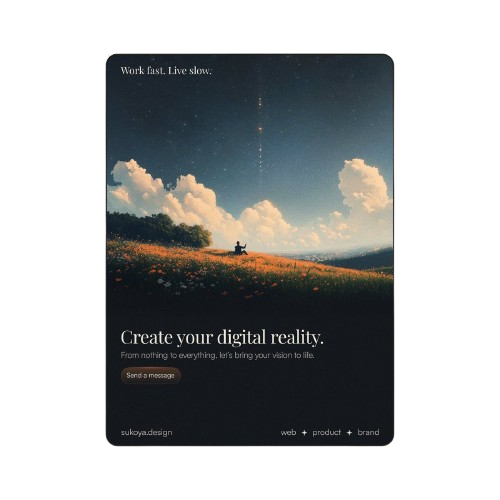 Work fast. Live slow.
Create your digital reality.
From nothing to everything, let's bring your vision to life.
Send a message
sukoya.design
web ✦ product ✦ brand